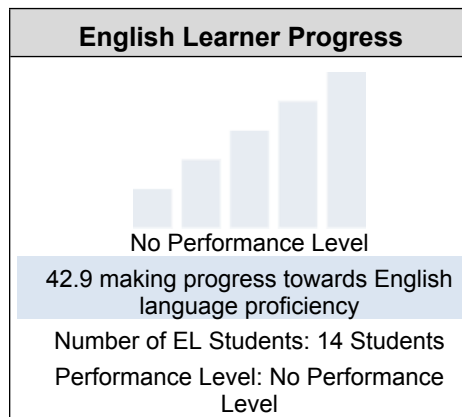 English Learner Progress
No Performance Level
42.9 making progress towards English
language proficiency
Number of EL Students: 14 Students
Performance Level: No Performance
Level